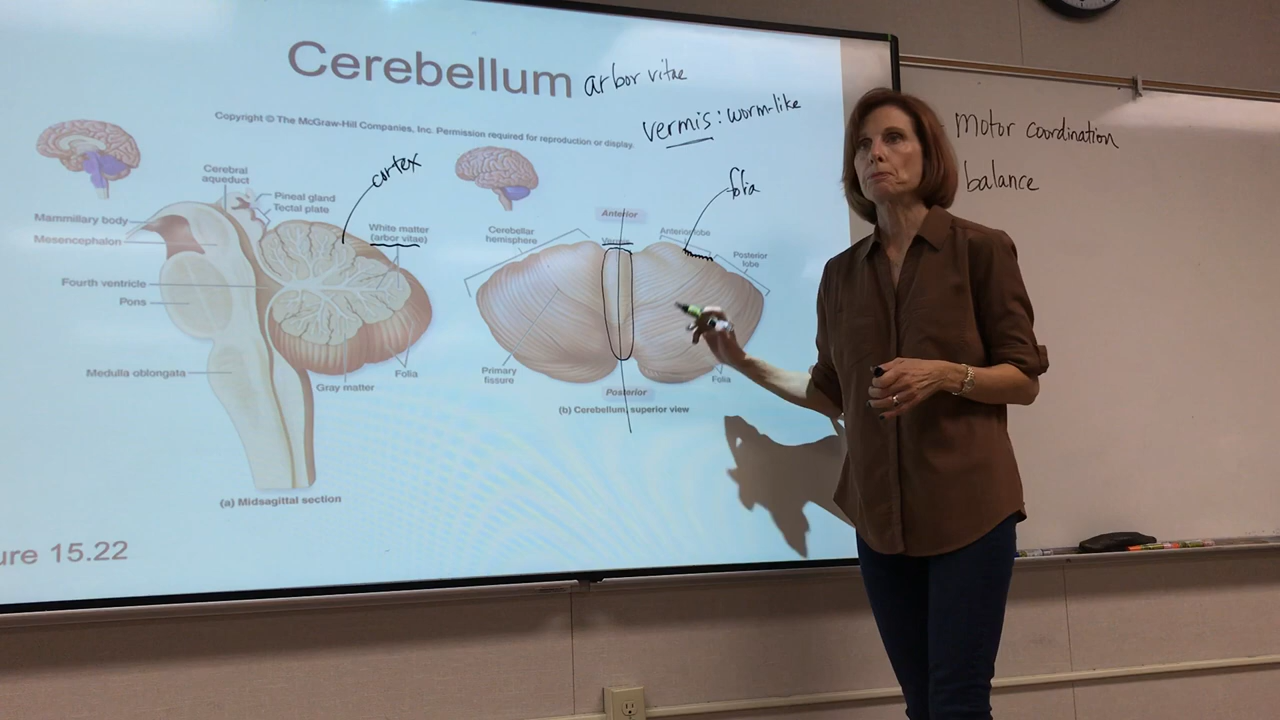 Cerebellum arbor vitae
Copyright © The McGraw-Hill Companies, Inc. Permission required for reproduction or display.
vermis: worm-like
motor coordination
balance
cortex
folia
Cerebral
aqueduct
Pineal gland
Tectal plate
Mammillary body
Mesencephalon
White matter
(arbor vitae)
Fourth ventricle
Pons
Medulla oblongata
Gray matter
Folia
(a) Midsagittal section
Anterior
Cerebellar
hemisphere
Vermis
Anterior lobe
Posterior
lobe
Primary
fissure
Folia
Posterior
(b) Cerebellum, superior view
ure 15.22